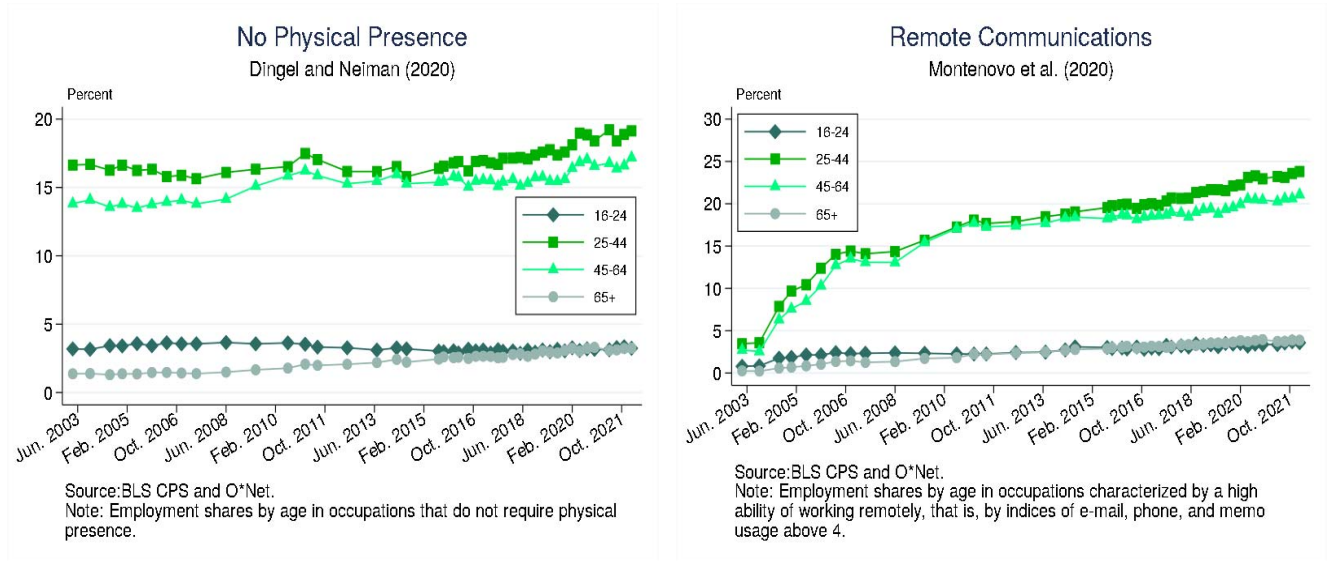 No Physical Presence
Dingel and Neiman (2020)
Percent
20
15
10
5
0
16-24
25-44
45-64
65+
Jun. 2003
Feb. 2005
Oct. 2006
Jun. 2008
Feb. 2010
Oct. 2011
Jun. 2013
Feb. 2015
Oct. 2016
Jun. 2018
Feb. 2020
Oct. 2021
Source:BLS CPS and O*Net.
Note: Employment shares by age in occupations that do not require physical
presence.
Remote Communications
Montenovo et al. (2020)
Percent
30
25
20
15
10
5
0
16-24
25-44
45-64
65+
Jun. 2003
Feb. 2005
Oct. 2006
Jun. 2008
Feb. 2010
Oct. 2011
Jun. 2013
Feb. 2015
Oct. 2016
Jun. 2018
Feb. 2020
Oct. 2021
Source:BLS CPS and O*Net.
Note: Employment shares by age in occupations characterized by a high
ability of working remotely, that is, by indices of e-mail, phone, and memo
usage above 4.